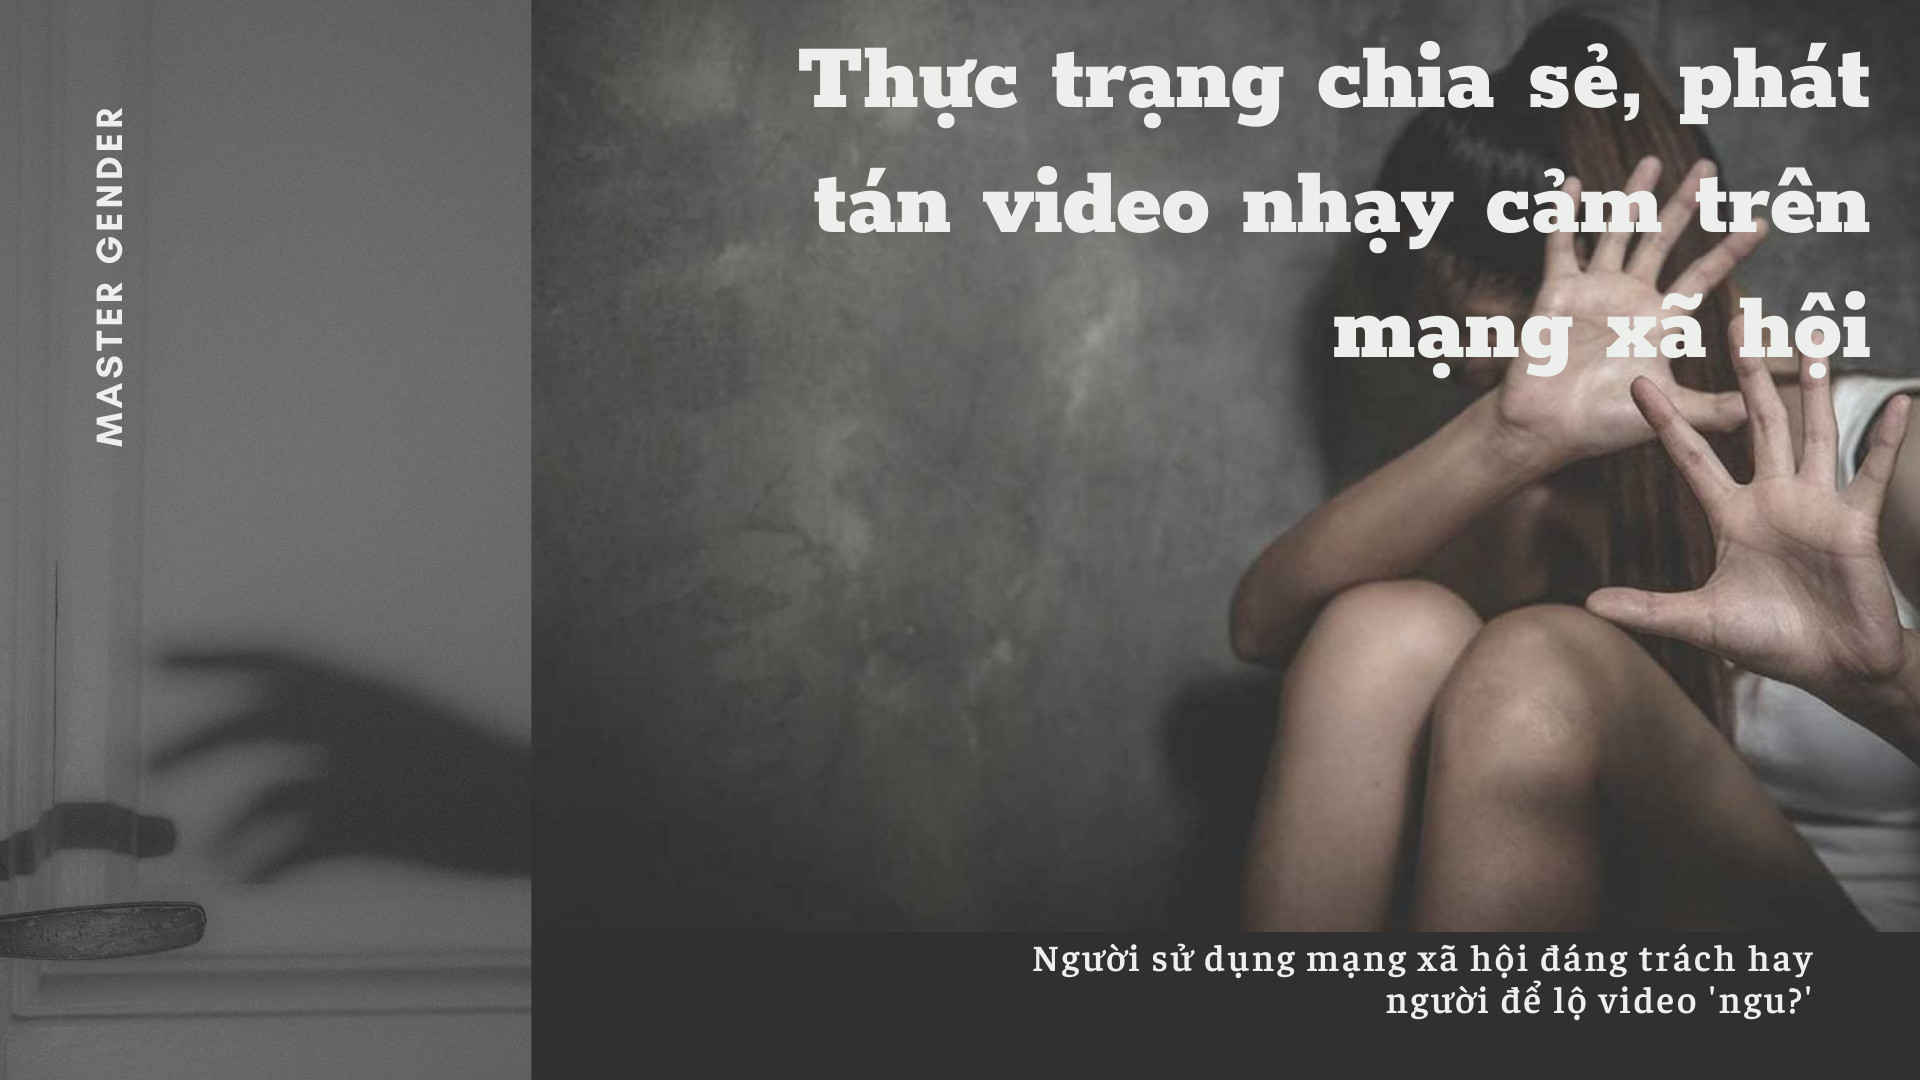 MASTER GENDER
Thực trạng chia sẻ, phát
tán video nhạy cảm trên
mạng xã hội
Người sử dụng mạng xã hội đáng trách hay
người để lộ video 'ngu?'